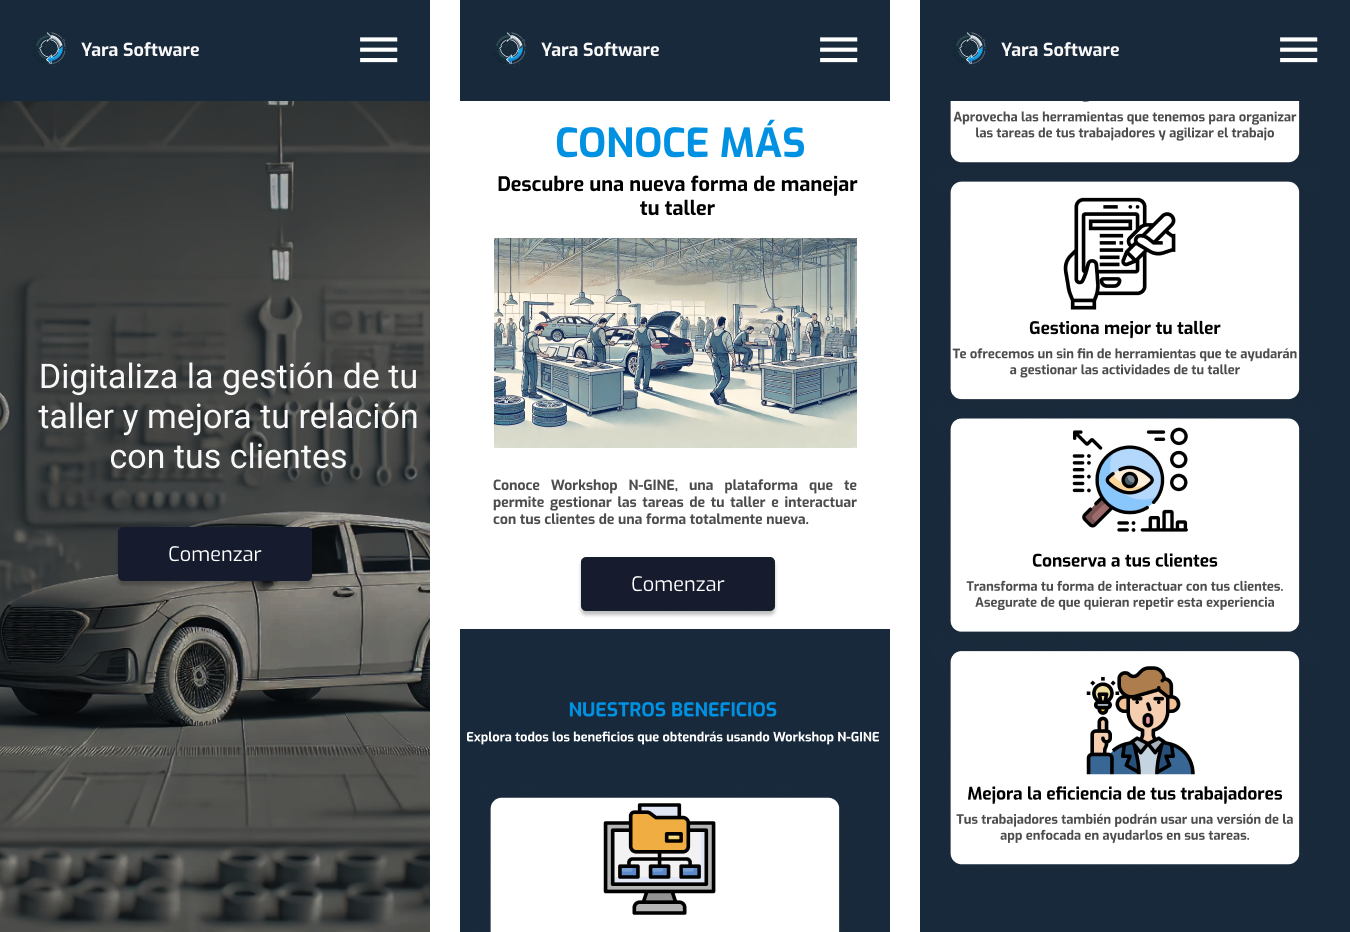 Yara Software
Digitaliza la gestión de tu
taller y mejora tu relación
con tus clientes
Comenzar
Yara Software
CONOCE MÁS
Descubre una nueva forma de manejar
tu taller
Conoce Workshop N-GINE, una plataforma que te
permite gestionar las tareas de tu taller e interactuar
con tus clientes de una forma totalmente nueva.
Comenzar
NUESTROS BENEFICIOS
Explora todos los beneficios que obtendrás usando Workshop N-GINE
Yara Software
Aprovecha las herramientas que tenemos para organizar
las tareas de tus trabajadores y agilizar el trabajo
Gestiona mejor tu taller
Te ofrecemos un sin fin de herramientas que te ayudarán
a gestionar las actividades de tu taller
Conserva a tus clientes
Transforma tu forma de interactuar con tus clientes.
Asegurate de que quieran repetir esta experiencia
Mejora la eficiencia de tus trabajadores
Tus trabajadores también podrán usar una versión de la
app enfocada en ayudarlos en sus tareas.